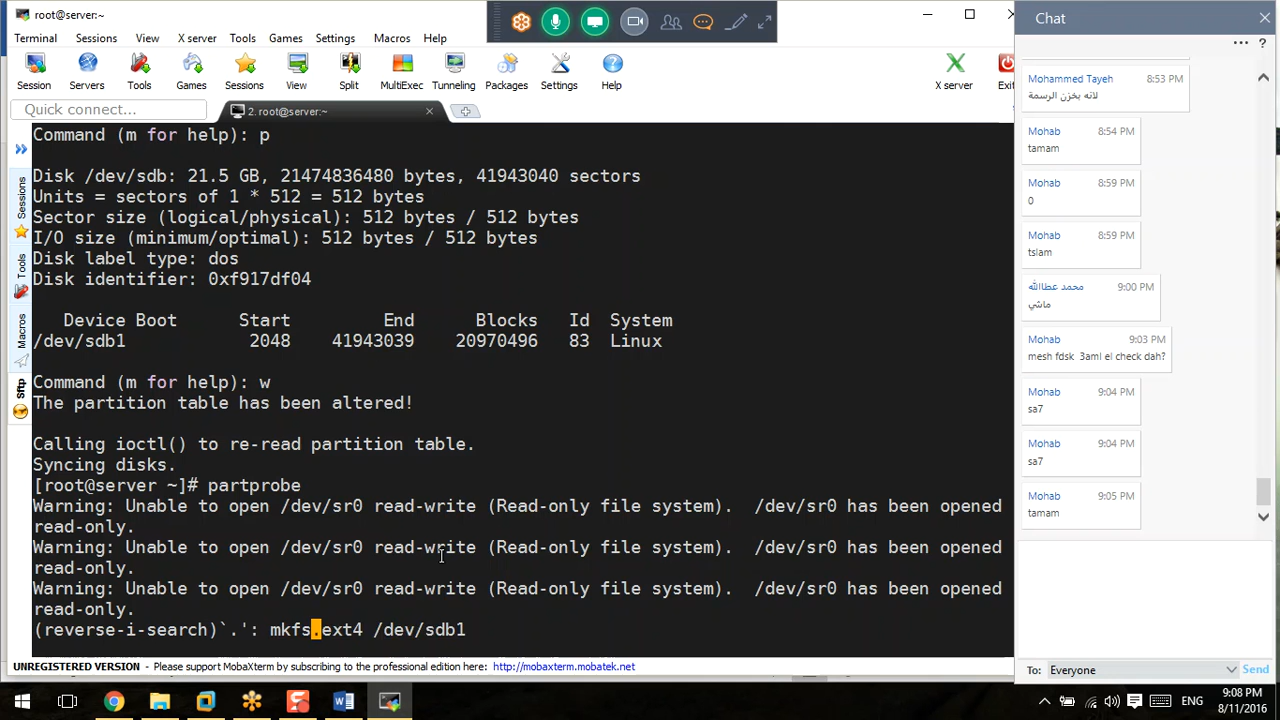 root@server:~
Terminal Sessions View X server Tools Games Settings Macros Help
Session Servers Tools Games Sessions View Split MultiExec Tunneling Packages Settings Help X server Exit
Quick connect...
2. root@server:~
Sessions
Tools
Macros
Sftp
Command (m for help): p
Disk /dev/sdb: 21.5 GB, 21474836480 bytes, 41943040 sectors
Units = sectors of 1 * 512 = 512 bytes
Sector size (logical/physical): 512 bytes / 512 bytes
I/O size (minimum/optimal): 512 bytes / 512 bytes
Disk label type: dos
Disk identifier: 0xf917df04
Device Boot Start End Blocks Id System
/dev/sdb1 2048 41943039 20970496 83 Linux
Command (m for help): w
The partition table has been altered!
Calling ioctl() to re-read partition table.
Syncing disks.
[root@server ~]# partprobe
Warning: Unable to open /dev/sr0 read-write (Read-only file system). /dev/sr0 has been opened
read-only.
Warning: Unable to open /dev/sr0 read-write (Read-only file system). /dev/sr0 has been opened
read-only.
Warning: Unable to open /dev/sr0 read-write (Read-only file system). /dev/sr0 has been opened
read-only.
(reverse-i-search)`.': mkfs.ext4 /dev/sdb1
UNREGISTERED VERSION - Please support MobaXterm by subscribing to the professional edition here: http://mobaxterm.mobatek.net
Chat
Mohammed Tayeh 8:53 PM
لانه بخزن الرسمة
Mohab 8:54 PM
tamam
Mohab 8:59 PM
0
Mohab 8:59 PM
tslam
محمد عطاالله 9:00 PM
ماشي
Mohab 9:03 PM
mesh fdsk 3aml el check dah?
Mohab 9:04 PM
sa7
Mohab 9:04 PM
sa7
Mohab 9:05 PM
tamam
To: Everyone Send
ENG
9:08 PM
8/11/2016